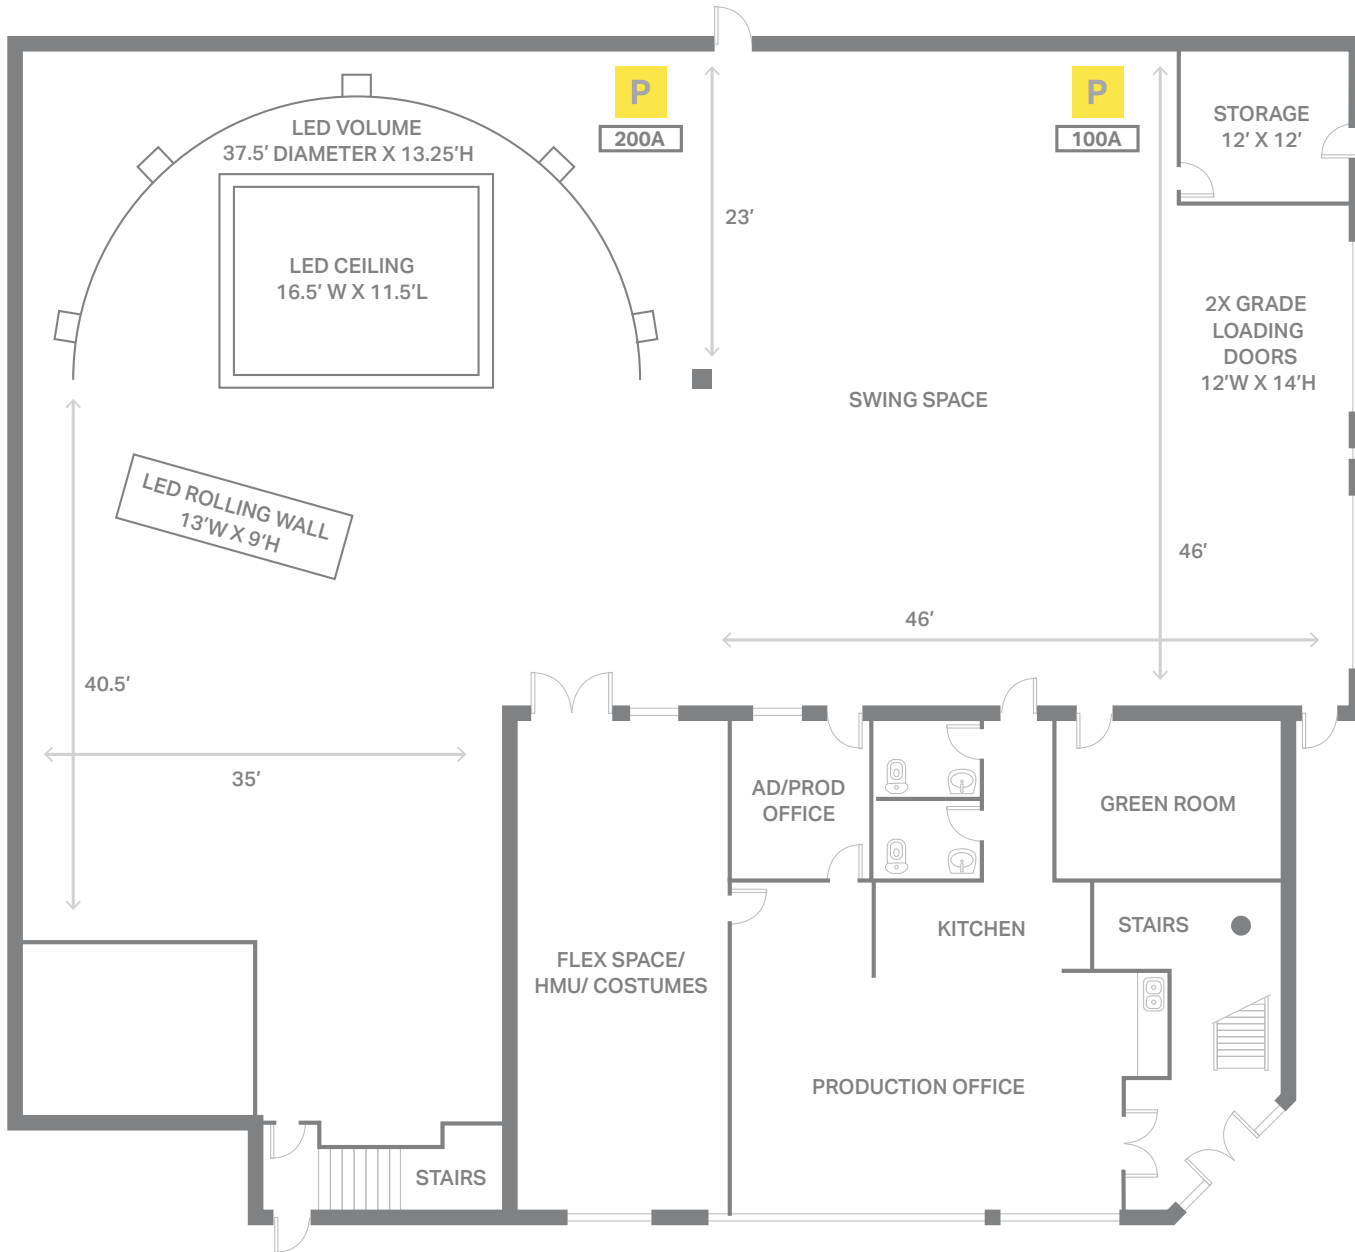 P
200A
P
100A
STORAGE
12' X 12'
LED VOLUME
37.5' DIAMETER X 13.25'H
23'
LED CEILING
16.5' W X 11.5'L
2X GRADE
LOADING
DOORS
12'W X 14'H
SWING SPACE
LED ROLLING WALL
13'W X 9'H
46'
46'
40.5'
35'
AD/PROD
OFFICE
GREEN ROOM
KITCHEN
STAIRS
FLEX SPACE/
HMU/ COSTUMES
PRODUCTION OFFICE
STAIRS